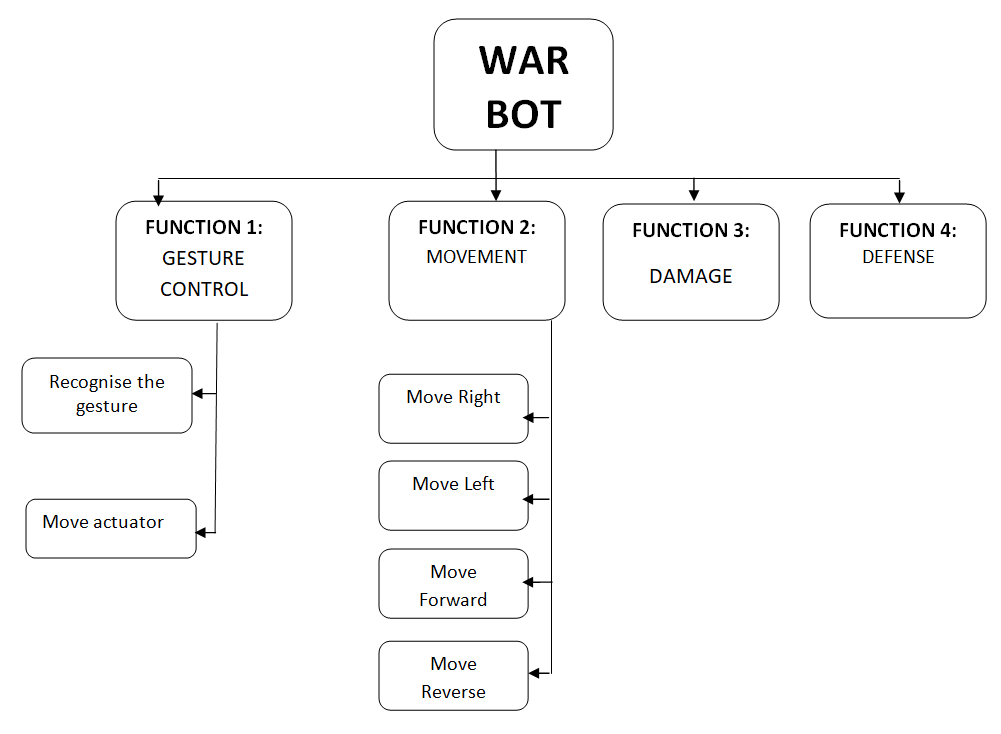 WAR
BOT
FUNCTION 1:
GESTURE
CONTROL
FUNCTION 2:
MOVEMENT
FUNCTION 3:
DAMAGE
FUNCTION 4:
DEFENSE
Recognise the
gesture
Move actuator
Move Right
Move Left
Move
Forward
Move
Reverse